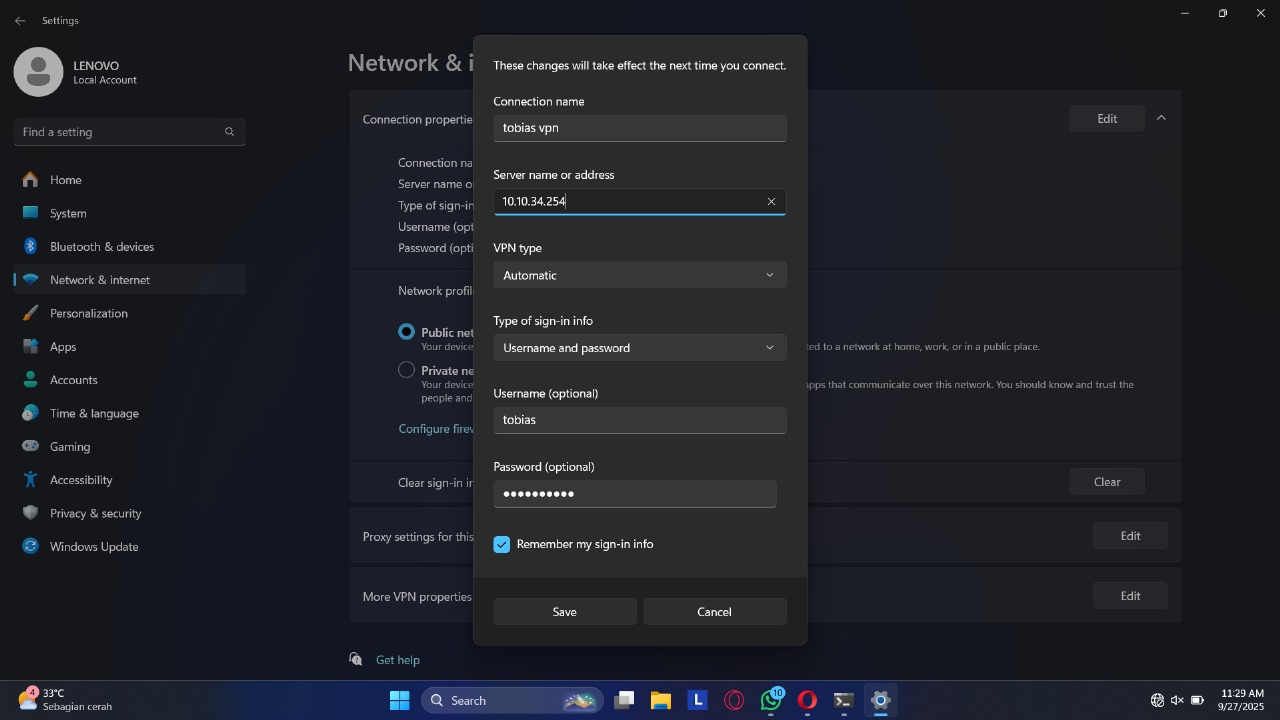 Settings
LENOVO
Local Account
Find a setting
Home
System
Bluetooth & devices
Network & internet
Personalization
Apps
Accounts
Time & language
Gaming
Accessibility
Privacy & security
Windows Update
Network & i
Connection propertie
Edit
Connection na
Server name o
Type of sign-in
Username (opt
Password (opti
Network profil
Public net
Your device
ted to a network at home, work, or in a public place.
Private ne
Your device
apps that communicate over this network. You should know and trust the
people and
Configure firew
Clear sign-in in
Clear
Proxy settings for this
Edit
More VPN properties
Edit
Get help
These changes will take effect the next time you connect.
Connection name
tobias vpn
Server name or address
10.10.34.254
VPN type
Automatic
Type of sign-in info
Username and password
Username (optional)
tobias
Password (optional)
••••••••••
Remember my sign-in info
Save
Cancel
4
33°C
Sebagian cerah
Search
L
10
11:29 AM
9/27/2025